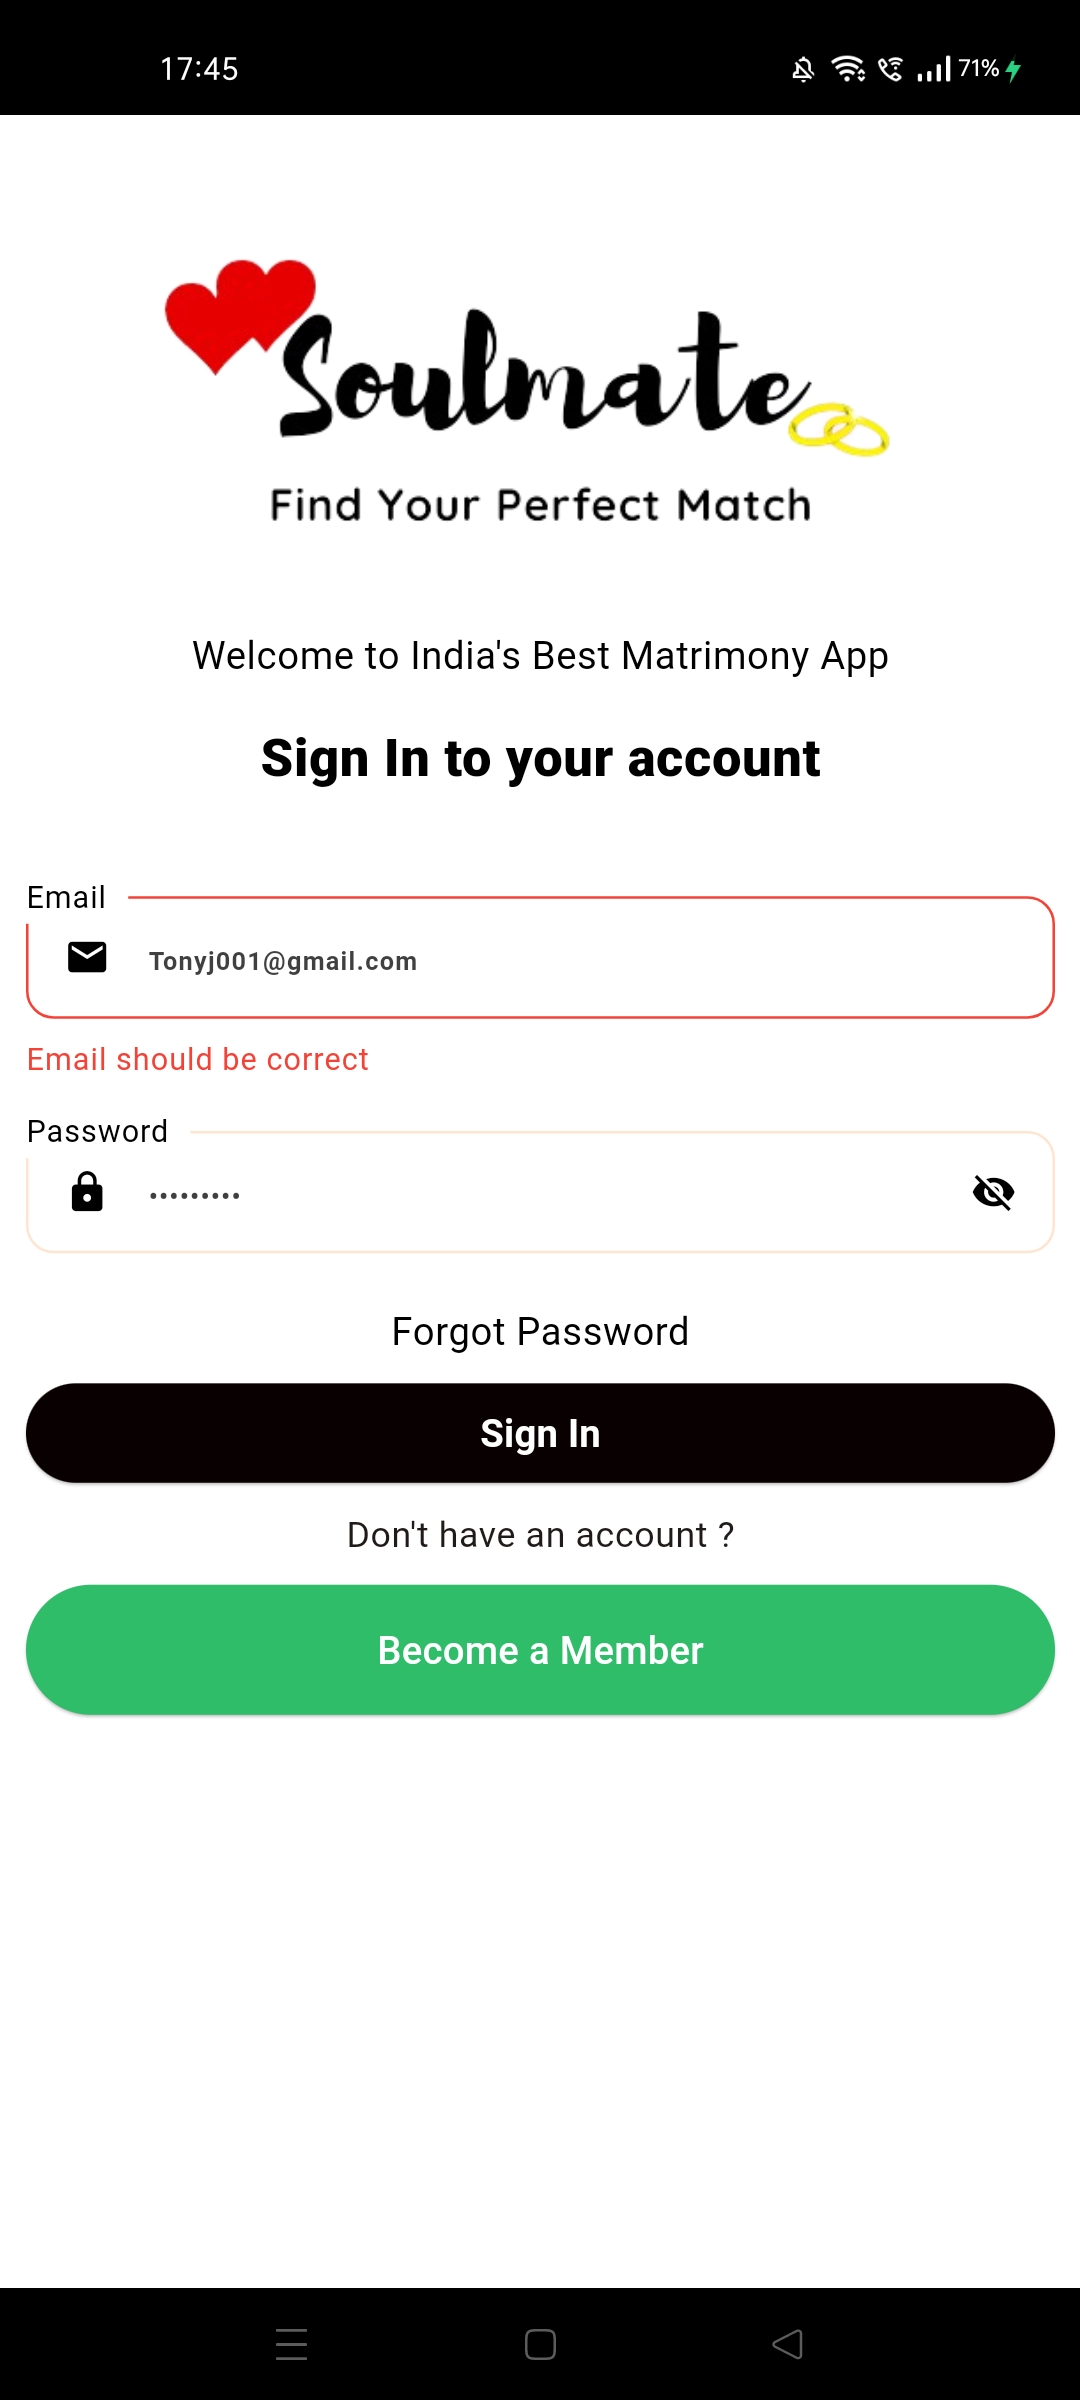 17:45 71%
Soulmate
Find Your Perfect Match
Welcome to India's Best Matrimony App
Sign In to your account
Email
Tonyj001@gmail.com
Email should be correct
Password
•••••••••
Forgot Password
Sign In
Don't have an account ?
Become a Member